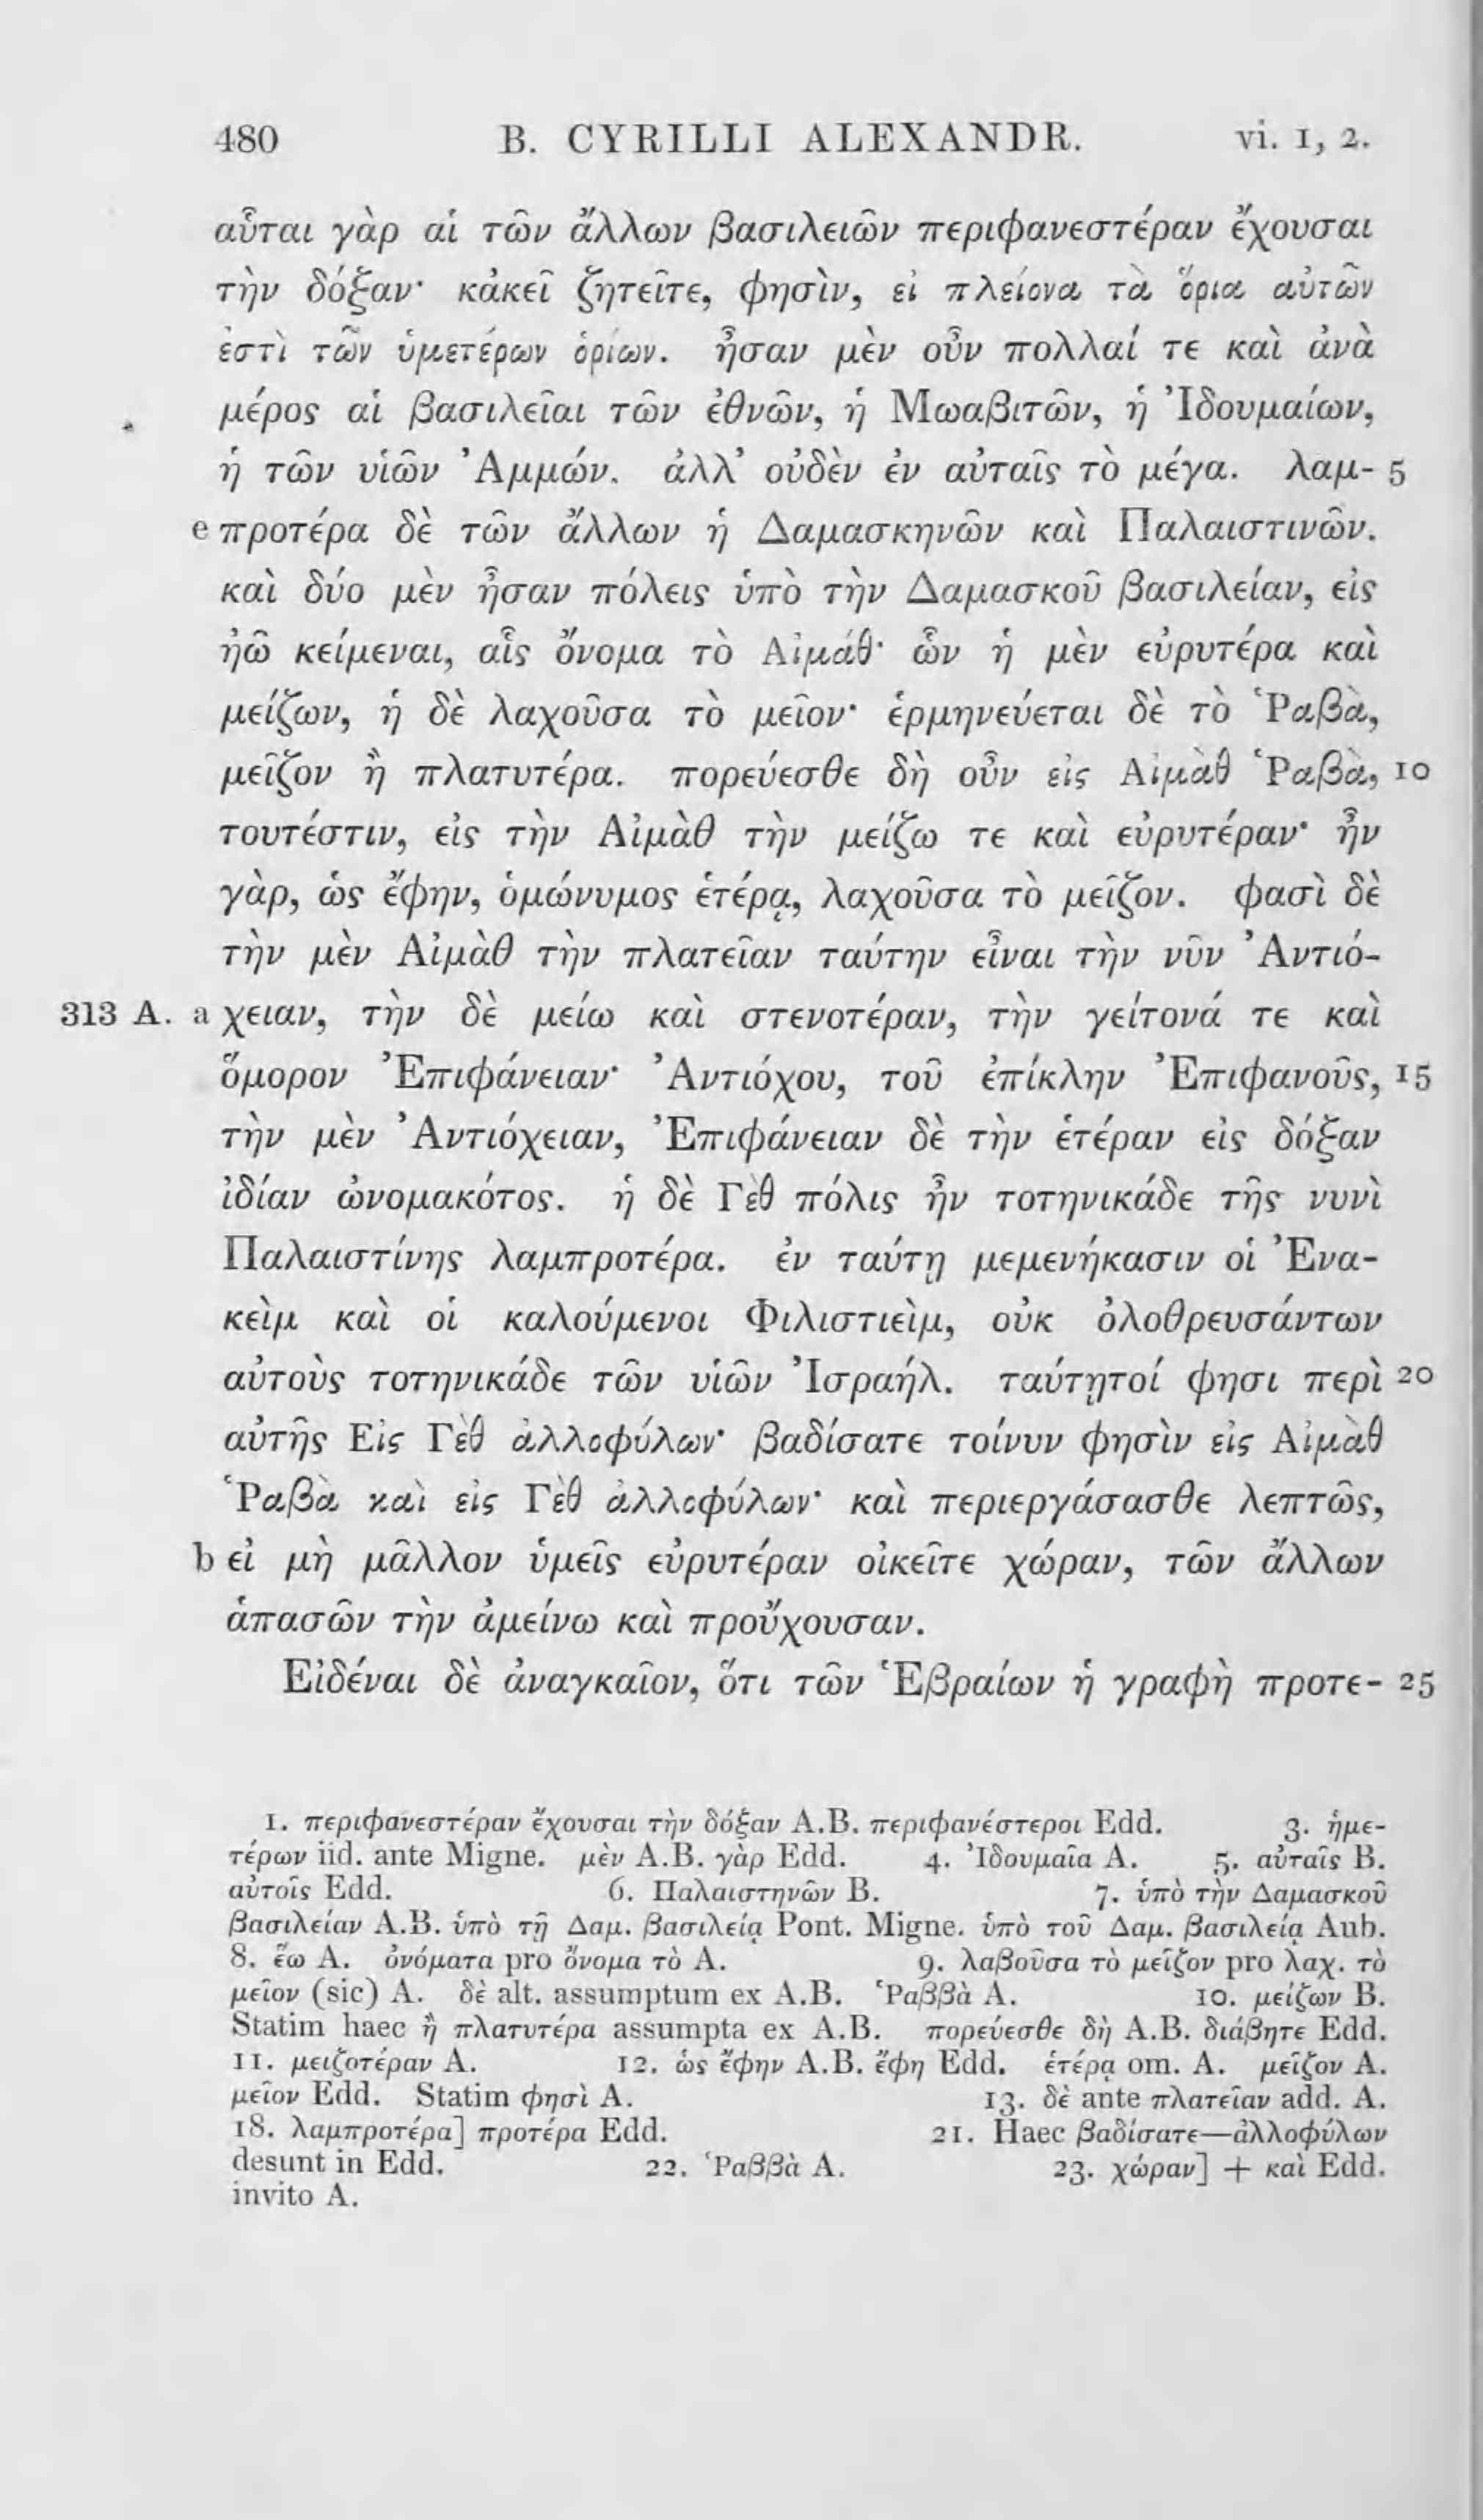 480 B. CYRILLI ALEXANDR. vi. 1, 2.
αὗται γὰρ αἱ τῶν ἄλλων βασιλειῶν περιφανεστέραν ἔχουσαι
τὴν δόξαν· κἀκεῖ ζητεῖτε, φησὶν, εἰ πλείονα τὰ ὅρια αὐτῶν
ἐστὶ τῶν ὑμετέρων ὁρίων. ἦσαν μὲν οὖν πολλαί τε καὶ ἀνὰ
μέρος αἱ βασιλεῖαι τῶν ἐθνῶν, ἡ Μωαβιτῶν, ἡ Ἰδουμαίων,
ἡ τῶν υἱῶν Ἀμμών. ἀλλ’ οὐδὲν ἐν αὐταῖς τὸ μέγα. λαμ- 5
e προτέρα δὲ τῶν ἄλλων ἡ Δαμασκηνῶν καὶ Παλαιστινῶν.
καὶ δύο μὲν ἦσαν πόλεις ὑπὸ τὴν Δαμασκοῦ βασιλείαν, εἰς
ἠῶ κείμεναι, αἷς ὄνομα τὸ Αἰμάθ· ὧν ἡ μὲν εὐρυτέρα καὶ
μείζων, ἡ δὲ λαχοῦσα τὸ μεῖον· ἑρμηνεύεται δὲ τὸ Ῥαβὰ,
μεῖζον ἢ πλατυτέρα. πορεύεσθε δὴ οὖν εἰς Αἰμὰθ Ῥαβὰ, 10
τουτέστιν, εἰς τὴν Αἰμὰθ τὴν μείζω τε καὶ εὐρυτέραν· ἦν
γὰρ, ὡς ἔφην, ὁμώνυμος ἑτέρᾳ, λαχοῦσα τὸ μεῖζον. φασὶ δὲ
τὴν μὲν Αἰμὰθ τὴν πλατεῖαν ταύτην εἶναι τὴν νῦν Ἀντιό-
313 A. a χειαν, τὴν δὲ μείω καὶ στενοτέραν, τὴν γείτονά τε καὶ
ὅμορον Ἐπιφάνειαν· Ἀντιόχου, τοῦ ἐπίκλην Ἐπιφανοῦς, 15
τὴν μὲν Ἀντιόχειαν, Ἐπιφάνειαν δὲ τὴν ἑτέραν εἰς δόξαν
ἰδίαν ὠνομακότος. ἡ δὲ Γὲθ πόλις ἦν τοτηνικάδε τῆς νυνὶ
Παλαιστίνης λαμπροτέρα. ἐν ταύτῃ μεμενήκασιν οἱ Ἐνα-
κεὶμ καὶ οἱ καλούμενοι Φιλιστιεὶμ, οὐκ ὀλοθρευσάντων
αὐτοὺς τοτηνικάδε τῶν υἱῶν Ἰσραήλ. ταύτῃτοί φησι περὶ 20
αὐτῆς Εἰς Γὲθ ἀλλοφύλων· βαδίσατε τοίνυν φησὶν εἰς Αἰμὰθ
Ῥαβὰ καὶ εἰς Γὲθ ἀλλοφύλων· καὶ περιεργάσασθε λεπτῶς,
b εἰ μὴ μᾶλλον ὑμεῖς εὐρυτέραν οἰκεῖτε χώραν, τῶν ἄλλων
ἁπασῶν τὴν ἀμείνω καὶ προὔχουσαν.
Εἰδέναι δὲ ἀναγκαῖον, ὅτι τῶν Ἑβραίων ἡ γραφὴ προτε- 25
1. περιφανεστέραν ἔχουσαι τὴν δόξαν A.B. περιφανέστεροι Edd. 3. ἡμε-
τέρων iid. ante Migne. μὲν A.B. γὰρ Edd. 4. Ἰδουμαῖα A. 5. αὐταῖς B.
αὐτοῖς Edd. 6. Παλαιστηνῶν B. 7. ὑπὸ τὴν Δαμασκοῦ
βασιλείαν A.B. ὑπὸ τῇ Δαμ. βασιλείᾳ Pont. Migne. ὑπὸ τοῦ Δαμ. βασιλείᾳ Aub.
8. ἕω A. ὀνόματα pro ὄνομα τὸ A. 9. λαβοῦσα τὸ μεῖζον pro λαχ. τὸ
μεῖον (sic) A. δὲ alt. assumptum ex A.B. Ῥαββὰ A. 10. μείζων B.
Statim haec ἢ πλατυτέρα assumpta ex A.B. πορεύεσθε δὴ A.B. διάβητε Edd.
11. μειζοτέραν A. 12. ὡς ἔφην A.B. ἔφη Edd. ἑτέρᾳ om. A. μεῖζον A.
μεῖον Edd. Statim φησὶ A. 13. δὲ ante πλατεῖαν add. A.
18. λαμπροτέρα] προτέρα Edd. 21. Haec βαδίσατε—ἀλλοφύλων
desunt in Edd. 22. Ῥαββὰ A. 23. χώραν] + καὶ Edd.
invito A.